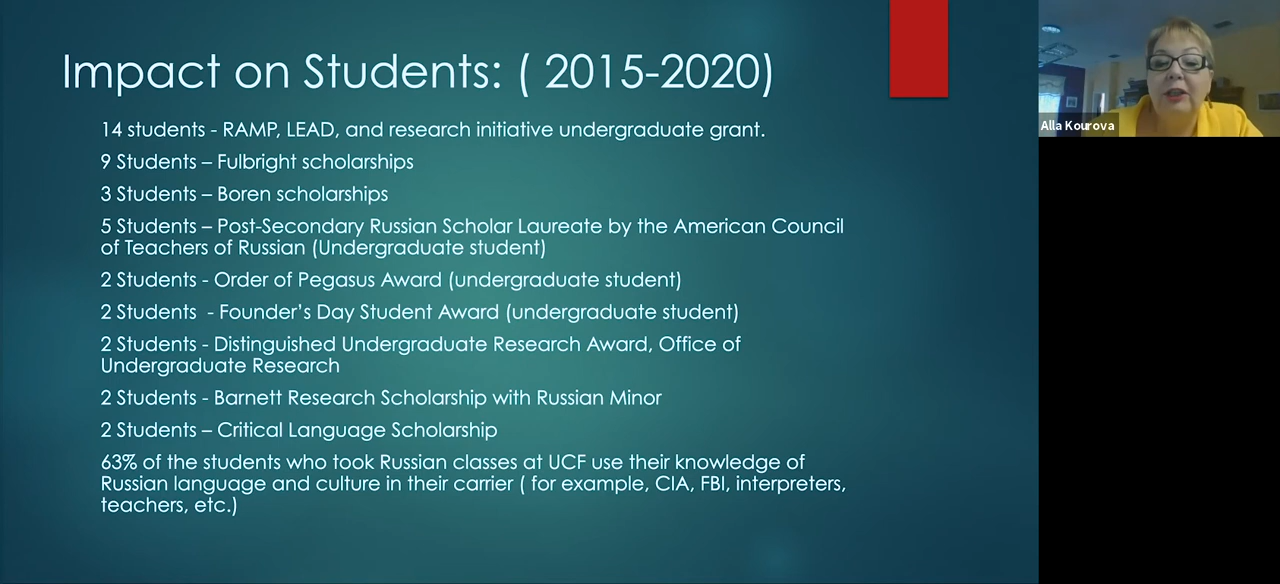 Impact on Students: ( 2015-2020)
14 students - RAMP, LEAD, and research initiative undergraduate grant.
9 Students – Fulbright scholarships
3 Students – Boren scholarships
5 Students – Post-Secondary Russian Scholar Laureate by the American Council
of Teachers of Russian (Undergraduate student)
2 Students - Order of Pegasus Award (undergraduate student)
2 Students  - Founder’s Day Student Award (undergraduate student)
2 Students - Distinguished Undergraduate Research Award, Office of
Undergraduate Research
2 Students - Barnett Research Scholarship with Russian Minor
2 Students – Critical Language Scholarship
63% of the students who took Russian classes at UCF use their knowledge of
Russian language and culture in their carrier ( for example, CIA, FBI, interpreters,
teachers, etc.)
Alla Kourova